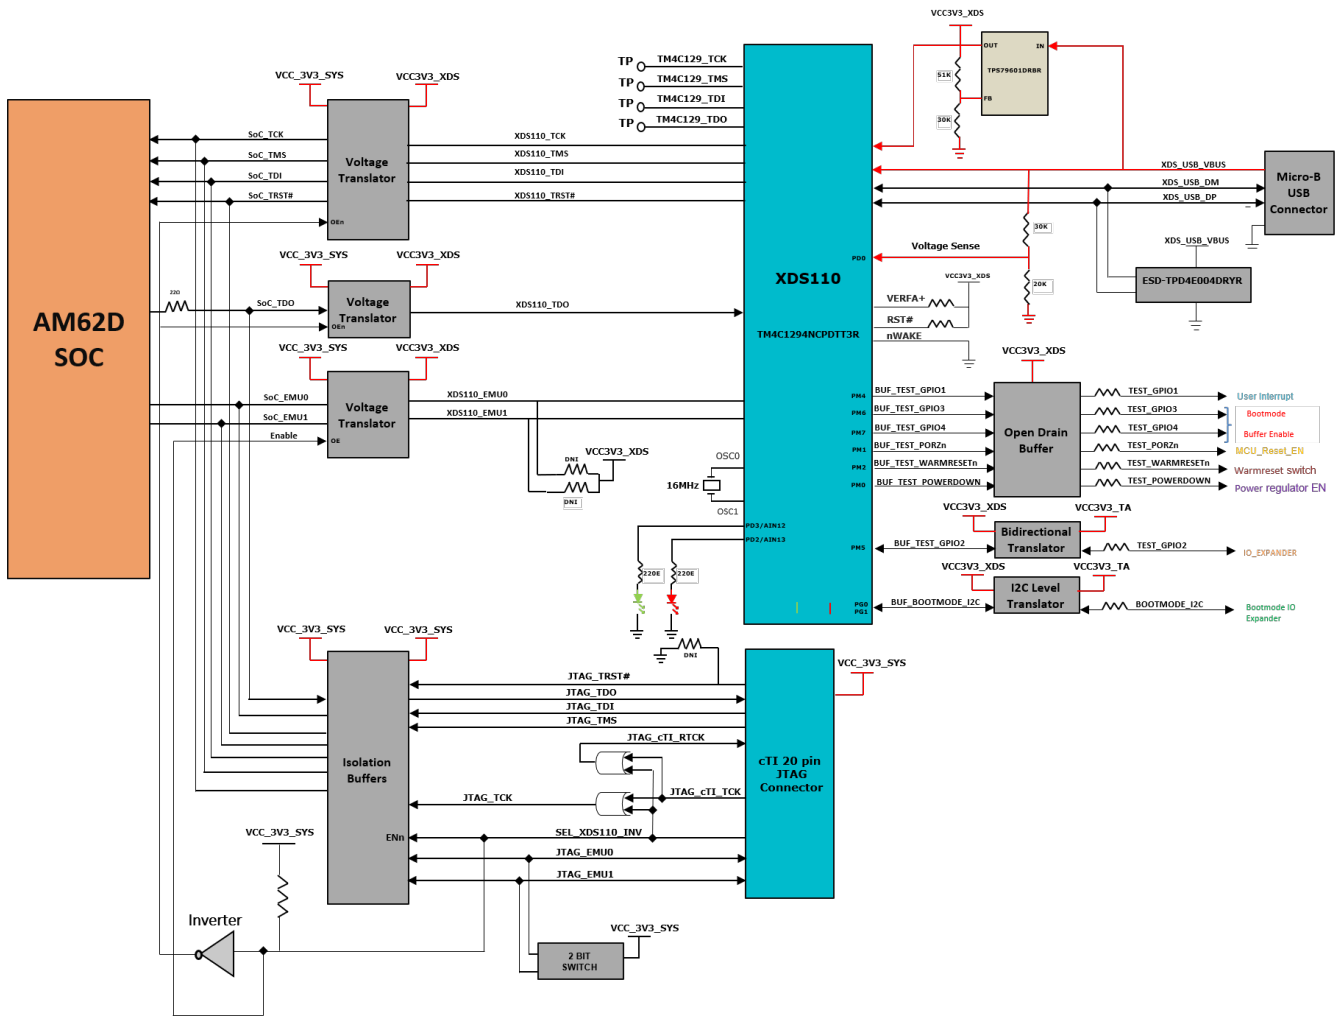 VCC3V3_XDS
OUT
IN
TPS79601DRBR
51K
FB
30K
TP
TM4C129_TCK
TP
TM4C129_TMS
TP
TM4C129_TDI
TP
TM4C129_TDO
VCC_3V3_SYS
VCC3V3_XDS
SoC_TCK
SoC_TMS
SoC_TDI
SoC_TRST#
Voltage
Translator
OEn
XDS110_TCK
XDS110_TMS
XDS110_TDI
XDS110_TRST#
XDS_USB_VBUS
XDS_USB_DM
XDS_USB_DP
Micro-B
USB
Connector
30K
Voltage Sense
PD0
20K
XDS_USB_VBUS
ESD-TPD4E004DRYR
VCC_3V3_SYS
VCC3V3_XDS
22Ω
SoC_TDO
Voltage
Translator
OEn
XDS110_TDO
XDS110
TM4C1294NCPDTT3R
VCC3V3_XDS
VERFA+
RST#
nWAKE
AM62D
SOC
VCC_3V3_SYS
VCC3V3_XDS
SoC_EMU0
SoC_EMU1
Enable
Voltage
Translator
OE
XDS110_EMU0
XDS110_EMU1
DNI
DNI
VCC3V3_XDS
OSC0
16MHz
OSC1
PD3/AIN12
PD2/AIN13
220E
220E
VCC3V3_XDS
PM4
BUF_TEST_GPIO1
TEST_GPIO1
User Interrupt
PM6
BUF_TEST_GPIO3
TEST_GPIO3
Bootmode
PM7
BUF_TEST_GPIO4
TEST_GPIO4
Buffer Enable
Open Drain
Buffer
PM1
BUF_TEST_PORZn
TEST_PORZn
MCU_Reset_EN
PM2
BUF_TEST_WARMRESETn
TEST_WARMRESETn
Warmreset switch
PM0
BUF_TEST_POWERDOWN
TEST_POWERDOWN
Power regulator EN
VCC3V3_XDS
VCC3V3_TA
PM5
BUF_TEST_GPIO2
Bidirectional
Translator
TEST_GPIO2
IO_EXPANDER
VCC3V3_XDS
VCC3V3_TA
PG0
PG1
BUF_BOOTMODE_I2C
I2C Level
Translator
BOOTMODE_I2C
Bootmode IO
Expander
VCC_3V3_SYS
VCC_3V3_SYS
DNI
VCC_3V3_SYS
JTAG_TRST#
JTAG_TDO
JTAG_TDI
JTAG_TMS
JTAG_cTI_RTCK
JTAG_cTI_TCK
JTAG_TCK
SEL_XDS110_INV
JTAG_EMU0
JTAG_EMU1
Isolation
Buffers
ENn
cTI 20 pin
JTAG
Connector
VCC_3V3_SYS
Inverter
VCC_3V3_SYS
2 BIT
SWITCH